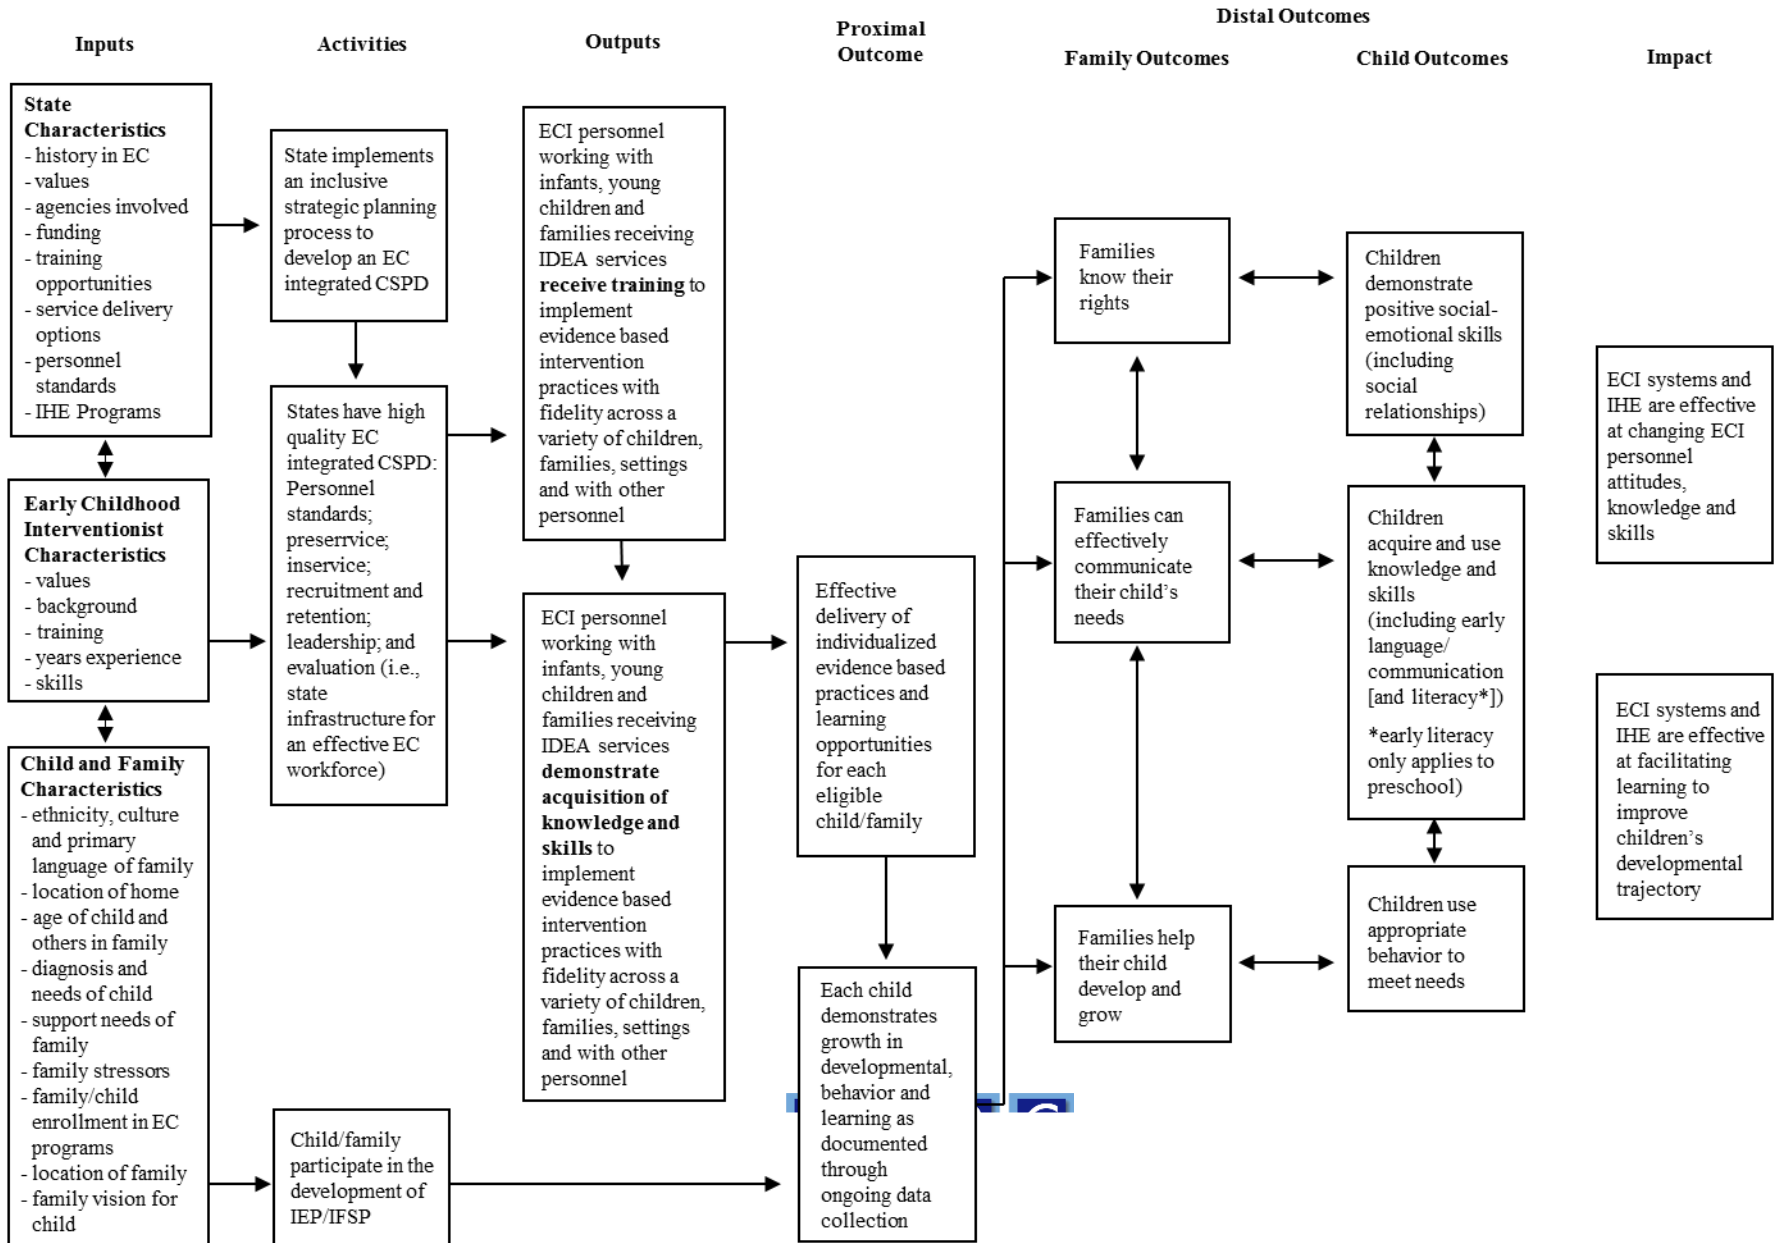 Distal Outcomes
Inputs
Activities
Outputs
Proximal
Outcome
Family Outcomes
Child Outcomes
Impact
State
Characteristics
- history in EC
- values
- agencies involved
- funding
- training
opportunities
- service delivery
options
- personnel
standards
- IHE Programs
Early Childhood
Interventionist
Characteristics
- values
- background
- training
- years experience
- skills
Child and Family
Characteristics
- ethnicity, culture
and primary
language of family
- location of home
- age of child and
others in family
- diagnosis and
needs of child
- support needs of
family
- family stressors
- family/child
enrollment in EC
programs
- location of family
- family vision for
child
State implements
an inclusive
strategic planning
process to
develop an EC
integrated CSPD
States have high
quality EC
integrated CSPD:
Personnel
standards;
preserrvice;
inservice;
recruitment and
retention;
leadership; and
evaluation (i.e.,
state
infrastructure for
an effective EC
workforce)
Child/family
participate in the
development of
IEP/IFSP
ECI personnel
working with
infants, young
children and
families receiving
IDEA services
receive training to
implement
evidence based
intervention
practices with
fidelity across a
variety of children,
families, settings
and with other
personnel
ECI personnel
working with
infants, young
children and
families receiving
IDEA services
demonstrate
acquisition of
knowledge and
skills to
implement
evidence based
intervention
practices with
fidelity across a
variety of children,
families, settings
and with other
personnel
Effective
delivery of
individualized
evidence based
practices and
learning
opportunities
for each
eligible
child/family
Each child
demonstrates
growth in
developmental,
behavior and
learning as
documented
through
ongoing data
collection
Families
know their
rights
Families can
effectively
communicate
their child's
needs
Families help
their child
develop and
grow
Children
demonstrate
positive social-
emotional skills
(including
social
relationships)
Children
acquire and use
knowledge and
skills
(including early
language/
communication
[and literacy*])
*early literacy
only applies to
preschool)
Children use
appropriate
behavior to
meet needs
ECI systems and
IHE are effective
at changing ECI
personnel
attitudes,
knowledge and
skills
ECI systems and
IHE are effective
at facilitating
learning to
improve
children's
developmental
trajectory